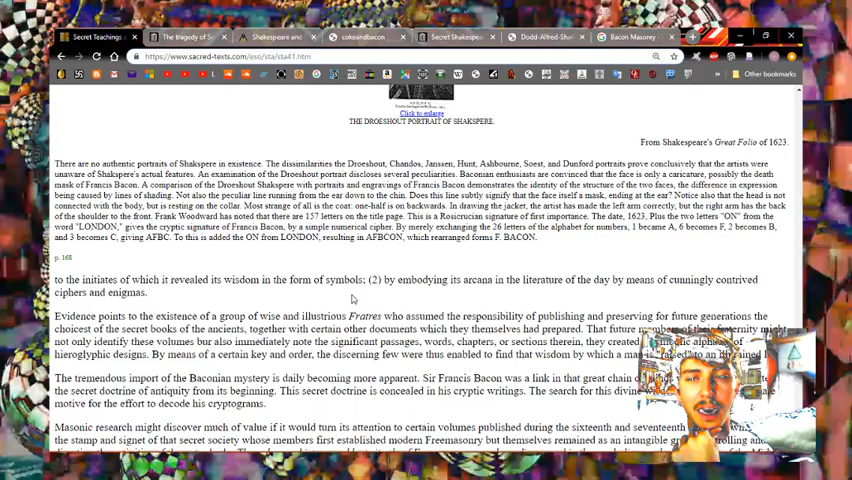 Secret Teachings
The tragedy of
Shakespeare and
cokeandbacon
Secret Shakespea
Dodd-Alfred-Sha
Bacon Masonry
https://www.sacred-texts.com/eso/sta/sta41.htm
Other bookmarks
Click to enlarge
THE DROESHOUT PORTRAIT OF SHAKSPERE.
From Shakespeare's Great Folio of 1623.
There are no authentic portraits of Shakspere in existence. The dissimilarities the Droeshout, Chandos, Janssen, Hunt, Ashbourne, Soest, and Dunford portraits prove conclusively that the artists were
unaware of Shakspere's actual features. An examination of the Droeshout portrait discloses several peculiarities. Baconian enthusiasts are convinced that the face is only a caricature, possibly the death
mask of Francis Bacon. A comparison of the Droeshout Shakspere with portraits and engravings of Francis Bacon demonstrates the identity of the structure of the two faces, the difference in expression
being caused by lines of shading. Not also the peculiar line running from the ear down to the chin. Does this line subtly signify that the face itself a mask, ending at the ear? Notice also that the head is not
connected with the body, but is resting on the collar. Most strange of all is the coat: one-half is on backwards. In drawing the jacket, the artist has made the left arm correctly, but the right arm has the back
of the shoulder to the front. Frank Woodward has noted that there are 157 letters on the title page. This is a Rosicrucian signature of first importance. The date, 1623, Plus the two letters "ON" from the
word "LONDON," gives the cryptic signature of Francis Bacon, by a simple numerical cipher. By merely exchanging the 26 letters of the alphabet for numbers, 1 became A, 6 becomes F, 2 becomes B,
and 3 becomes C, giving AFBC. To this is added the ON from LONDON, resulting in AFBCON, which rearranged forms F. BACON.
p. 168
to the initiates of which it revealed its wisdom in the form of symbols; (2) by embodying its arcana in the literature of the day by means of cunningly contrived
ciphers and enigmas.
Evidence points to the existence of a group of wise and illustrious Fratres who assumed the responsibility of publishing and preserving for future generations the
choicest of the secret books of the ancients, together with certain other documents which they themselves had prepared. That future members of their fraternity might
not only identify these volumes but also immediately note the significant passages, words, chapters, or sections therein, they created
hieroglyphic designs. By means of a certain key and order, the discerning few were thus enabled to find that wisdom by which a man is "raised" to an
The tremendous import of the Baconian mystery is daily becoming more apparent. Sir Francis Bacon was a link in that great chain of
the secret doctrine of antiquity from its beginning. This secret doctrine is concealed in his cryptic writings. The search for this divine
motive for the effort to decode his cryptograms.
Masonic research might discover much of value if it would turn its attention to certain volumes published during the sixteenth and seventeenth
the stamp and signet of that secret society whose members first established modern Freemasonry but themselves remained as an intangible